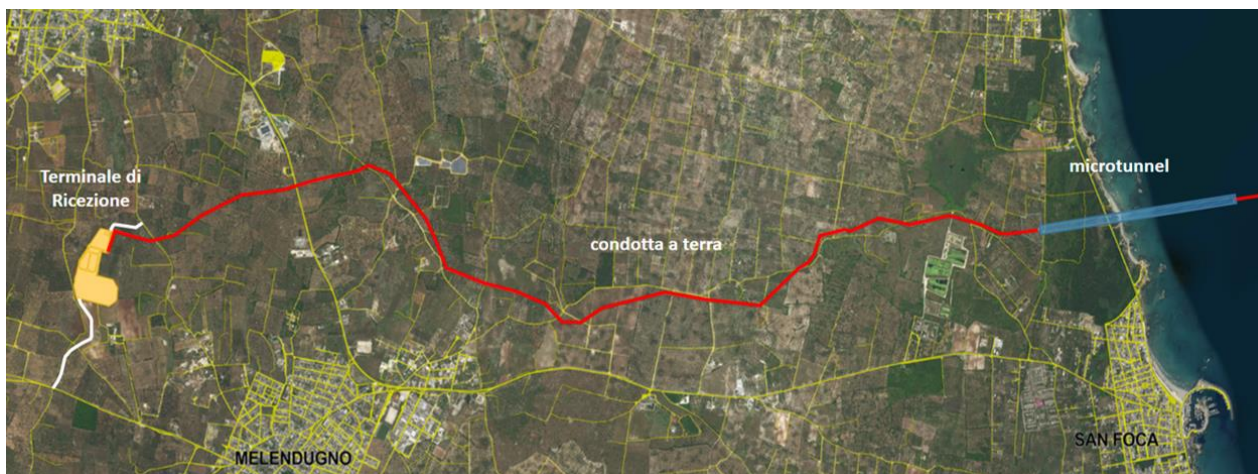 Terminale di
Ricezione
microtunnel
condotta a terra
MELENDUGNO
SAN FOCA